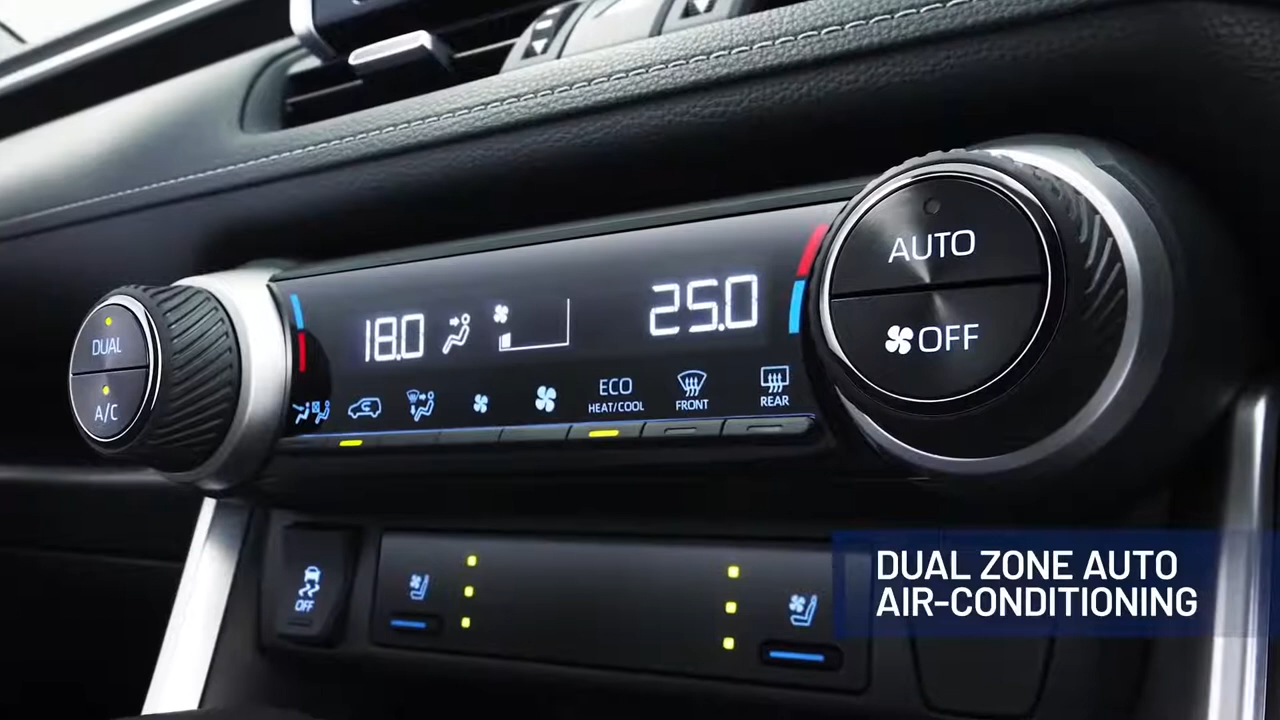 DUAL
A/C
18.0
25.0
ECO
HEAT/COOL
FRONT
REAR
AUTO
OFF
OFF
DUAL ZONE AUTO
AIR-CONDITIONING